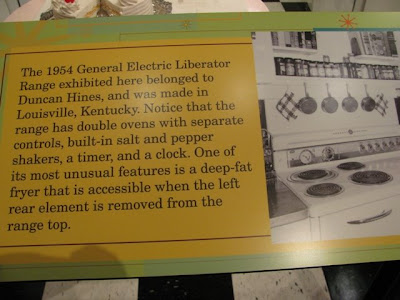 The 1954 General Electric Liberator
Range exhibited here belonged to
Duncan Hines, and was made in
Louisville, Kentucky. Notice that the
range has double ovens with separate
controls, built-in salt and pepper
shakers, a timer, and a clock. One of
its most unusual features is a deep-fat
fryer that is accessible when the left
rear element is removed from the
range top.